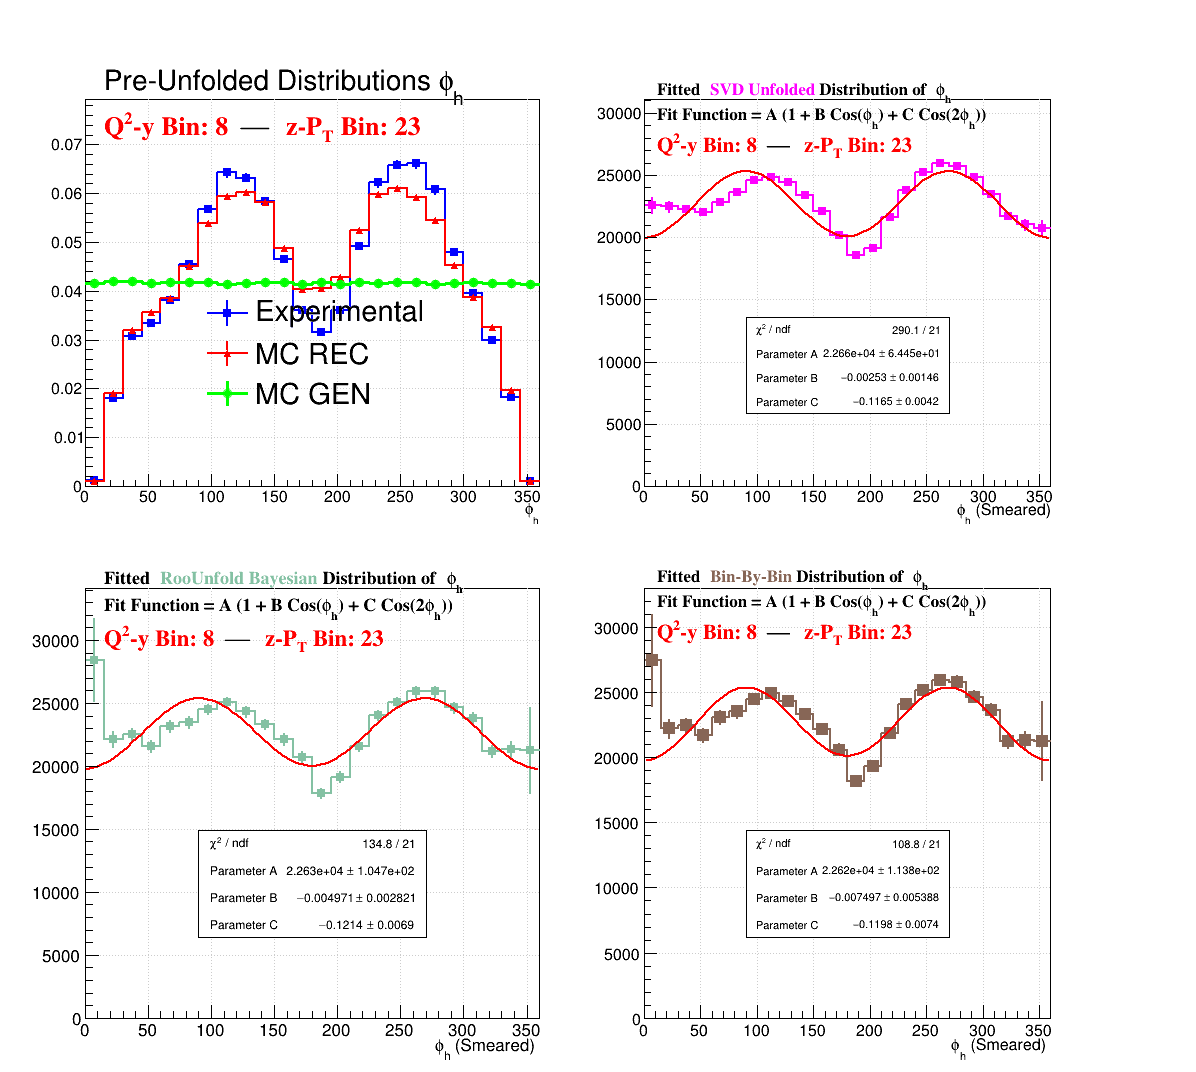 Pre-Unfolded Distributions ϕh
Q2-y Bin: 8 — z-PT Bin: 23
0.07
0.06
0.05
0.04
0.03
0.02
0.01
0
Experimental
MC REC
MC GEN
0 50 100 150 200 250 300 350
ϕh
Fitted SVD Unfolded Distribution of ϕh
Fit Function = A (1 + B Cos(ϕh) + C Cos(2ϕh))
Q2-y Bin: 8 — z-PT Bin: 23
30000
25000
20000
15000
10000
5000
0
χ2 / ndf 290.1 / 21
Parameter A 2.266e+04 ± 6.445e+01
Parameter B −0.00253 ± 0.00146
Parameter C −0.1165 ± 0.0042
0 50 100 150 200 250 300 350
ϕh (Smeared)
Fitted RooUnfold Bayesian Distribution of ϕh
Fit Function = A (1 + B Cos(ϕh) + C Cos(2ϕh))
Q2-y Bin: 8 — z-PT Bin: 23
30000
25000
20000
15000
10000
5000
0
χ2 / ndf 134.8 / 21
Parameter A 2.263e+04 ± 1.047e+02
Parameter B −0.004971 ± 0.002821
Parameter C −0.1214 ± 0.0069
0 50 100 150 200 250 300 350
ϕh (Smeared)
Fitted Bin-By-Bin Distribution of ϕh
Fit Function = A (1 + B Cos(ϕh) + C Cos(2ϕh))
Q2-y Bin: 8 — z-PT Bin: 23
30000
25000
20000
15000
10000
5000
0
χ2 / ndf 108.8 / 21
Parameter A 2.262e+04 ± 1.138e+02
Parameter B −0.007497 ± 0.005388
Parameter C −0.1198 ± 0.0074
0 50 100 150 200 250 300 350
ϕh (Smeared)